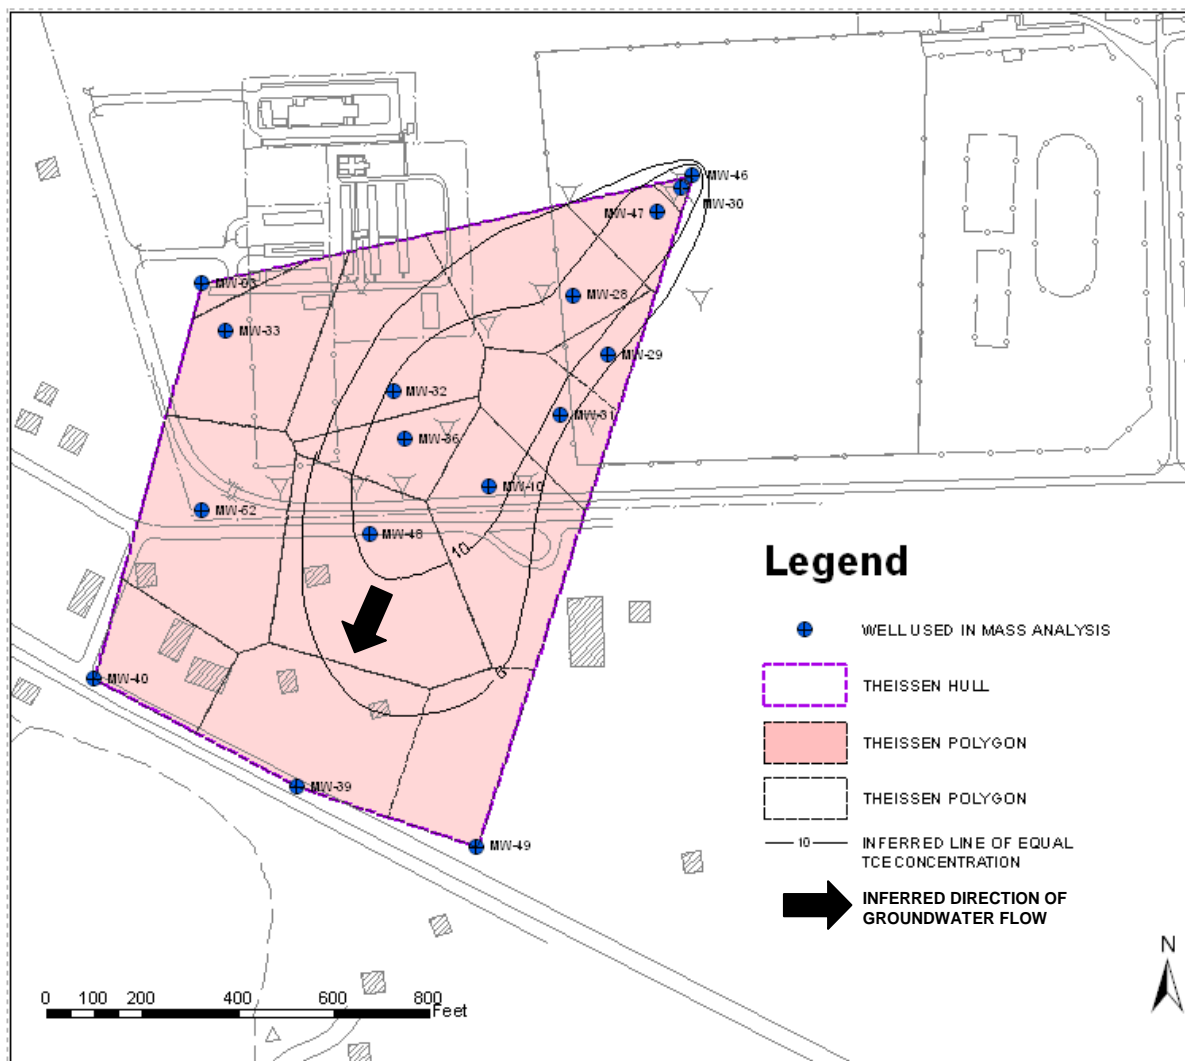 MW-46
MW-30
MW-47
MW-28
MW-33
MW-29
MW-32
MW-31
MW-36
MW-10
MW-52
MW-48
10
MW-40
MW-39
MW-49
Legend
WELL USED IN MASS ANALYSIS
THEISSEN HULL
THEISSEN POLYGON
THEISSEN POLYGON
10
INFERRED LINE OF EQUAL
TCE CONCENTRATION
INFERRED DIRECTION OF
GROUNDWATER FLOW
N
0 100 200 400 600 800
Feet